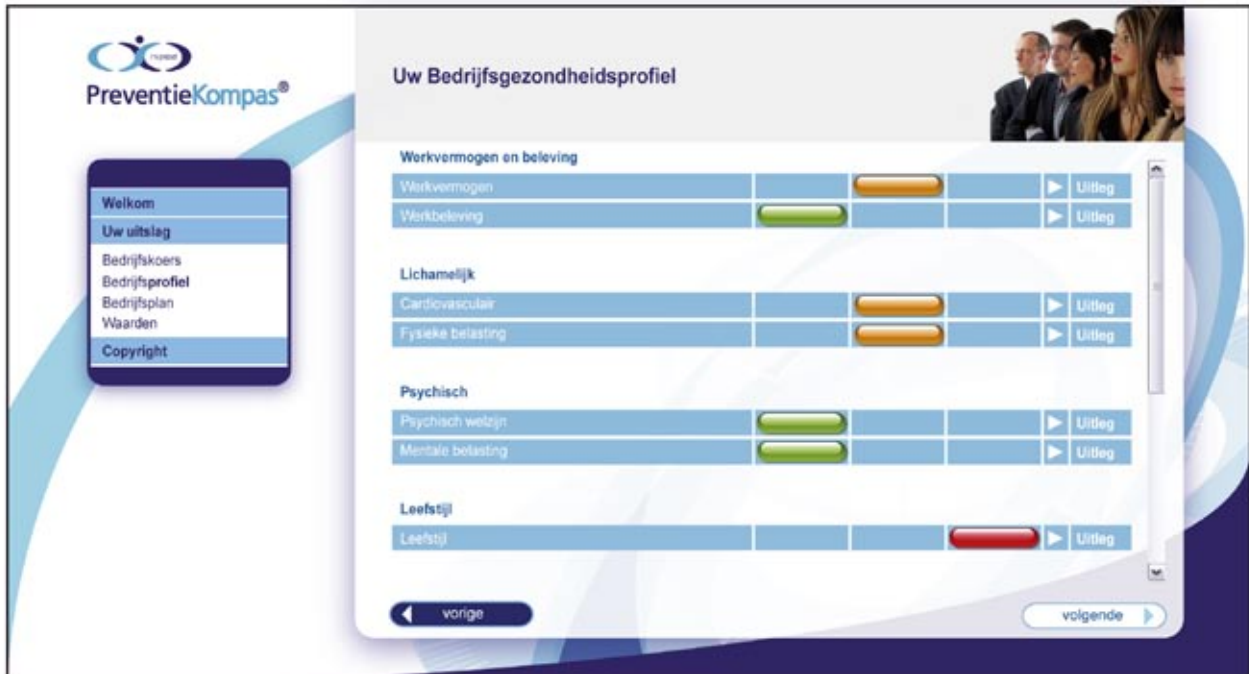 PreventieKompas®
Uw Bedrijfsgezondheidsprofiel
Welkom
Uw uitslag
Bedrijfskoers
Bedrijfsprofiel
Bedrijfsplan
Waarden
Copyright
Werkvermogen en beleving
Werkvermogen Uitleg
Werkbeleving Uitleg
Lichamelijk
Cardiovasculair Uitleg
Fysieke belasting Uitleg
Psychisch
Psychisch welzijn Uitleg
Mentale belasting Uitleg
Leefstijl
Leefstijl Uitleg
vorige
volgende